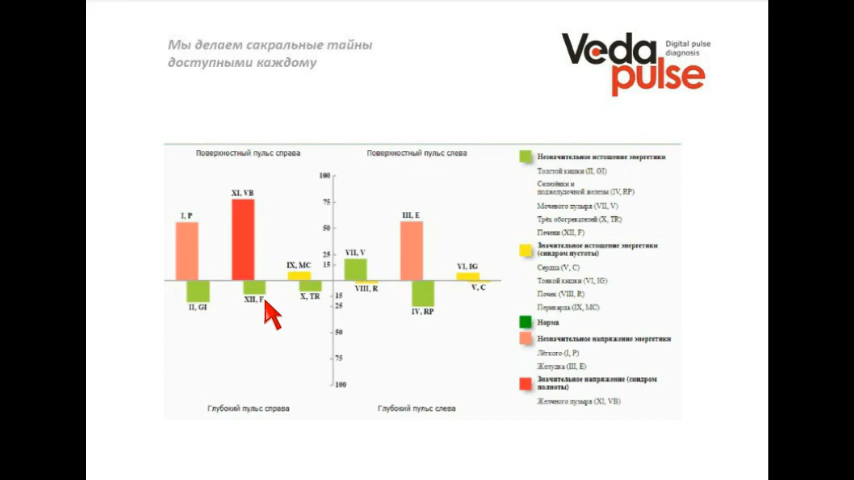 Мы делаем сакральные тайны
доступными каждому
Veda
pulse
Digital pulse
diagnosis
Поверхностный пульс справа
Поверхностный пульс слева
100
75
50
25
15
15
25
50
75
100
I, P
XI, VB
IX, MC
II, GI
XII, F
X, TR
VII, V
III, E
VI, IG
VIII, R
IV, RP
V, C
Глубокий пульс справа
Глубокий пульс слева
Незначительное истощение энергетики
Толстой кишки (II, GI)
Селезёнки и
поджелудочной железы (IV, RP)
Мочевого пузыря (VII, V)
Трёх обогревателей (X, TR)
Печени (XII, F)
Значительное истощение энергетики
(синдром пустоты)
Сердца (V, C)
Тонкой кишки (VI, IG)
Почек (VIII, R)
Перикарда (IX, MC)
Норма
Незначительное напряжение энергетики
Лёгкого (I, P)
Желудка (III, E)
Значительное напряжение (синдром
полноты)
Желчного пузыря (XI, VB)